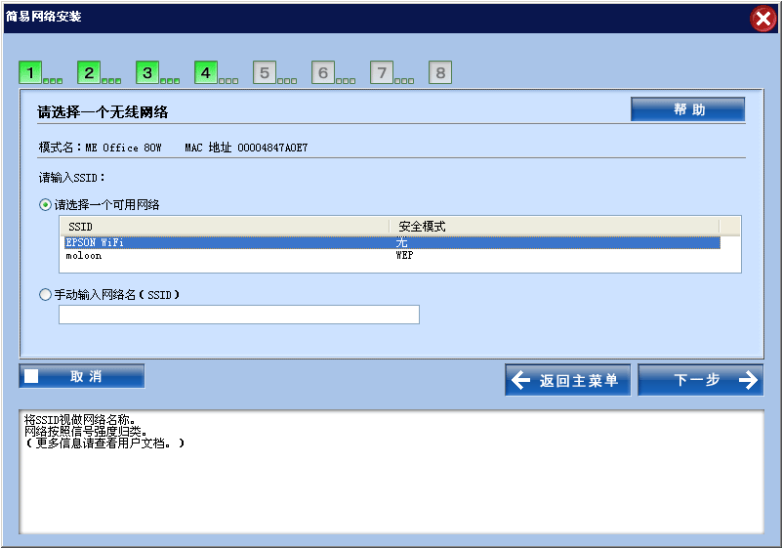 简易网络安装
1 2 3 4 5 6 7 8
请选择一个无线网络
帮助
模式名：ME Office 80W MAC 地址 00004847A0E7
请输入SSID：
请选择一个可用网络
SSID 安全模式
EPSON WiFi 无
moloon WEP
手动输入网络名（SSID）
取消
返回主菜单
下一步
将SSID视做网络名称。
网络按照信号强度归类。
（更多信息请查看用户文档。）